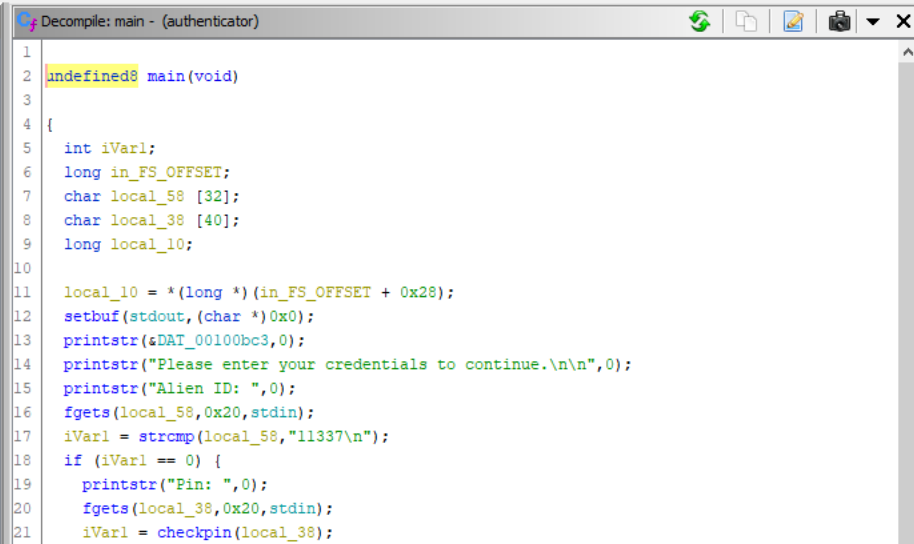 Decompile: main - (authenticator)
1
2 undefined8 main(void)
3
4 {
5 int iVar1;
6 long in_FS_OFFSET;
7 char local_58 [32];
8 char local_38 [40];
9 long local_10;
10
11 local_10 = *(long *)(in_FS_OFFSET + 0x28);
12 setbuf(stdout,(char *)0x0);
13 printstr(&DAT_00100bc3,0);
14 printstr("Please enter your credentials to continue.\n\n",0);
15 printstr("Alien ID: ",0);
16 fgets(local_58,0x20,stdin);
17 iVar1 = strcmp(local_58,"11337\n");
18 if (iVar1 == 0) {
19 printstr("Pin: ",0);
20 fgets(local_38,0x20,stdin);
21 iVar1 = checkpin(local_38);